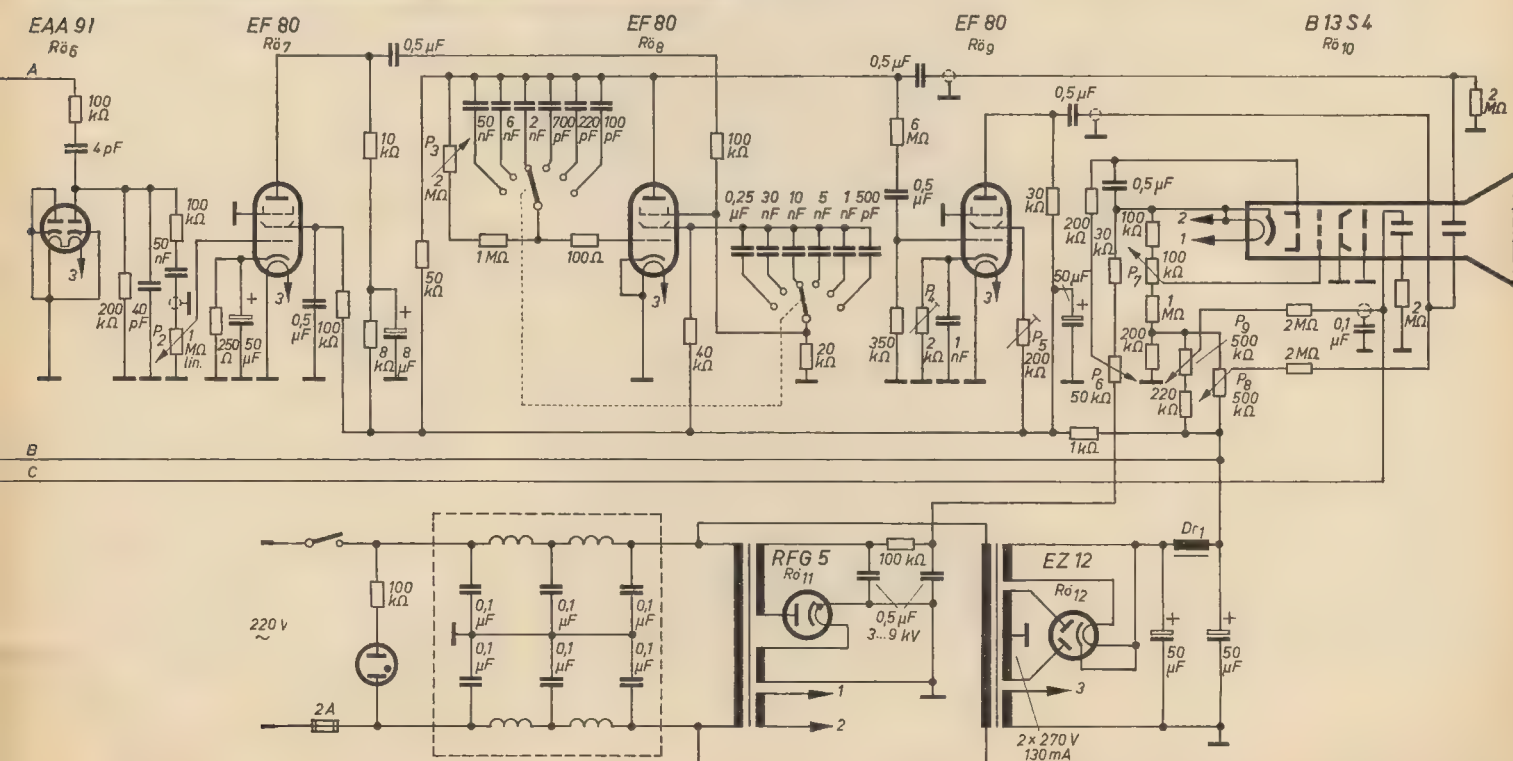 EAA 91
Rö6
EF 80
Rö7
EF 80
Rö8
EF 80
Rö9
B 13 S 4
Rö10
A
100 kΩ
4 pF
3
200 kΩ
40 pF
100 kΩ
50 nF
P2
1 MΩ lin.
250 Ω
50 µF
+
3
0,5 µF
100 kΩ
0,5 µF
10 kΩ
8 kΩ
+
8 µF
50 kΩ
P3
2 MΩ
50 nF
6 nF
2 nF
700 pF
220 pF
100 pF
1 MΩ
100 Ω
3
100 kΩ
40 kΩ
0,25 µF
30 nF
10 nF
5 nF
1 nF
500 pF
20 kΩ
0,5 µF
6 MΩ
0,5 µF
350 kΩ
P4
2 kΩ
1 nF
3
P5
200 kΩ
0,5 µF
30 kΩ
50 µF
+
200 kΩ
30 kΩ
0,5 µF
100 kΩ
P7
100 kΩ
1 MΩ
200 kΩ
P6
50 kΩ
2
1
P9
500 kΩ
220 kΩ
P8
500 kΩ
2 MΩ
2 MΩ
0,1 µF
2 MΩ
2 MΩ
1 kΩ
B
C
220 V
~
2 A
100 kΩ
0,1 µF
0,1 µF
0,1 µF
0,1 µF
0,1 µF
0,1 µF
RFG 5
Rö11
100 kΩ
0,5 µF
3...9 kV
1
2
EZ 12
Rö12
3
2 × 270 V
130 mA
Dr1
+
50 µF
+
50 µF